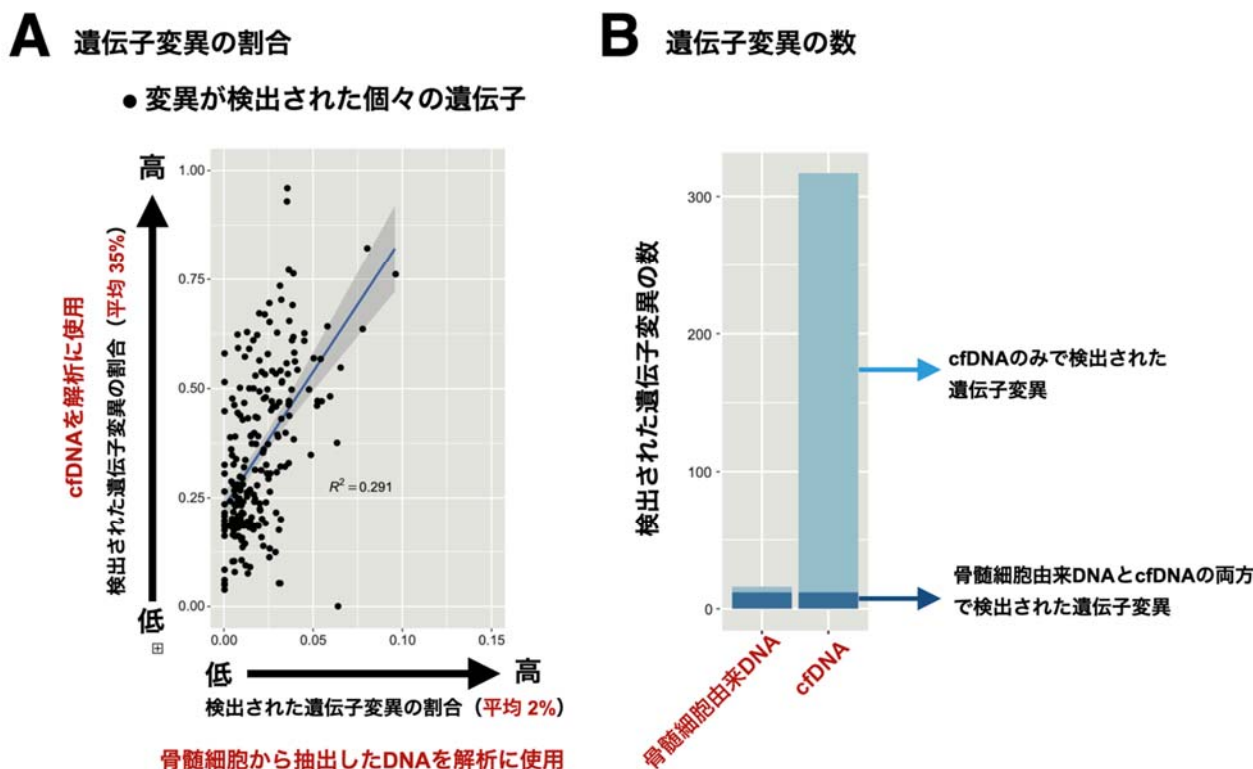 A 遺伝子変異の割合
● 変異が検出された個々の遺伝子
高
1.00
0.75
0.50
0.25
0.00
低
cfDNAを解析に使用
検出された遺伝子変異の割合（平均 35%）
R² = 0.291
0.00 0.05 0.10 0.15
低 高
検出された遺伝子変異の割合（平均 2%）
骨髄細胞から抽出したDNAを解析に使用
B 遺伝子変異の数
検出された遺伝子変異の数
300
200
100
0
cfDNAのみで検出された
遺伝子変異
骨髄細胞由来DNAとcfDNAの両方
で検出された遺伝子変異
骨髄細胞由来DNA
cfDNA